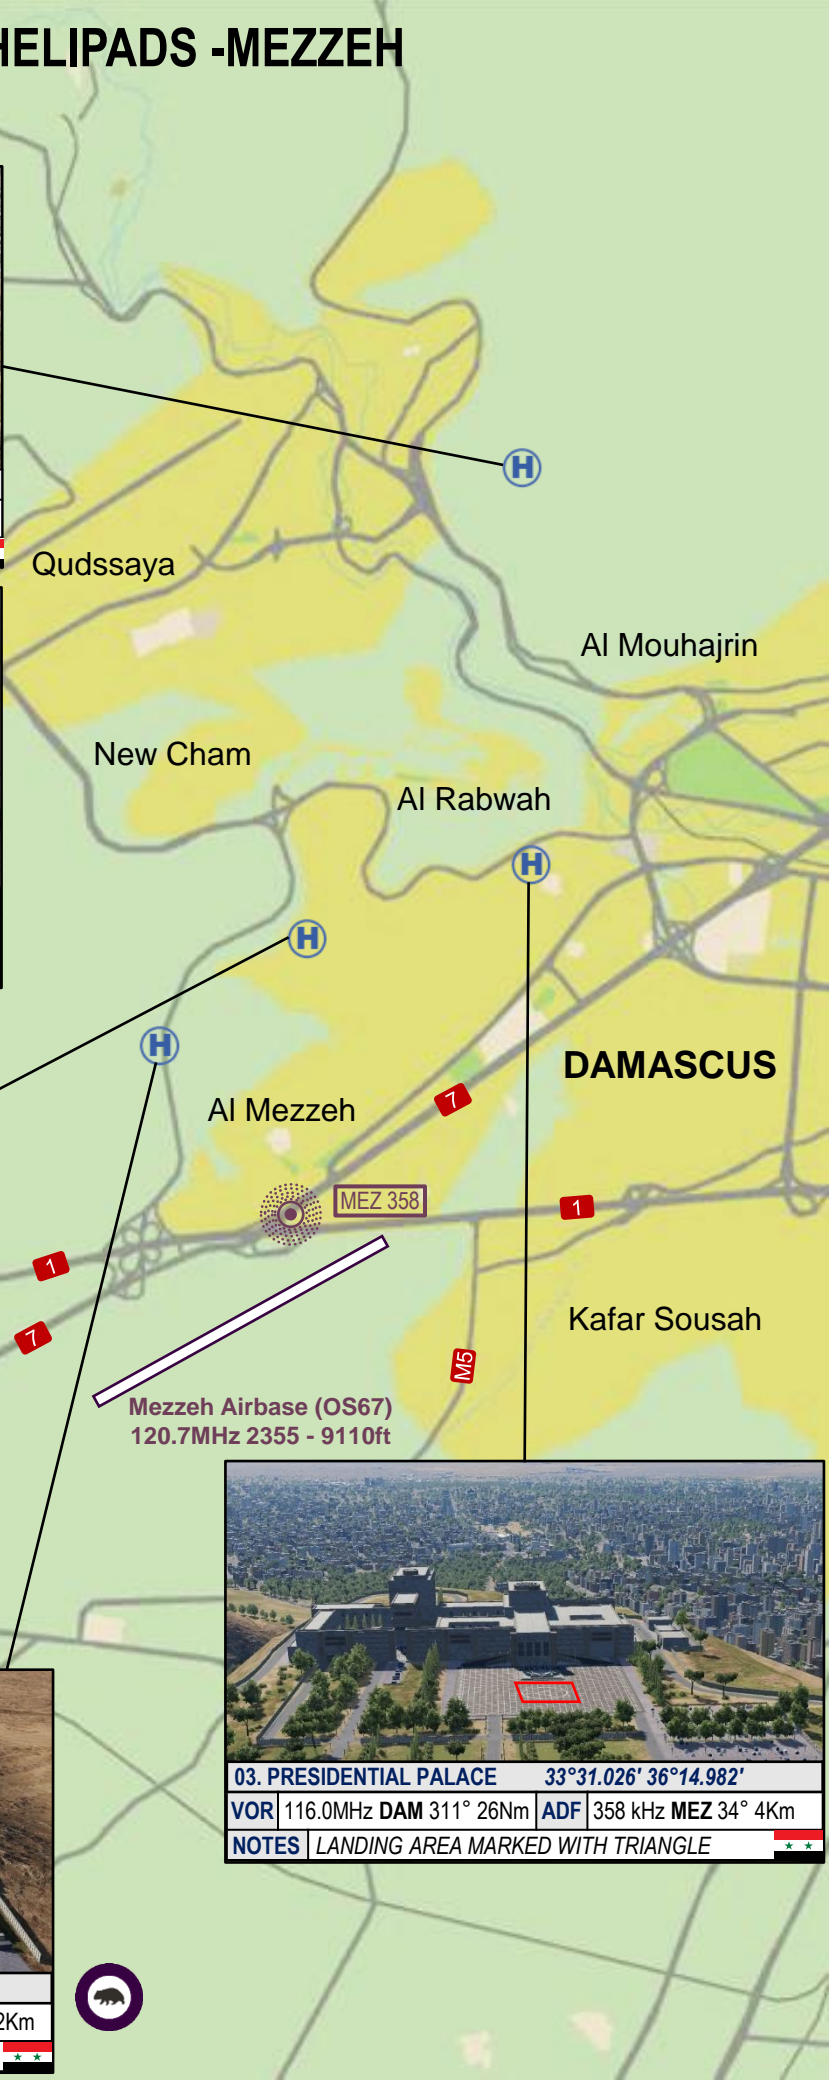 HELIPADS -MEZZEH
H
Qudssaya
Al Mouhajrin
New Cham
Al Rabwah
H
H
H
DAMASCUS
7
Al Mezzeh
MEZ 358
1
1
7
Kafar Sousah
M5
Mezzeh Airbase (OS67)
120.7MHz 2355 - 9110ft
03. PRESIDENTIAL PALACE 33°31.026' 36°14.982'
VOR 116.0MHz DAM 311° 26Nm ADF 358 kHz MEZ 34° 4Km
NOTES LANDING AREA MARKED WITH TRIANGLE
2Km